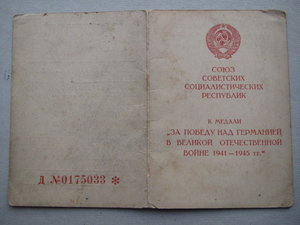 СОЮЗ
СОВЕТСКИХ
СОЦИАЛИСТИЧЕСКИХ
РЕСПУБЛИК
К МЕДАЛИ
„ЗА ПОБЕДУ НАД ГЕРМАНИЕЙ
В ВЕЛИКОЙ ОТЕЧЕСТВЕННОЙ
ВОЙНЕ 1941—1945 гг."
Д №0175033 *